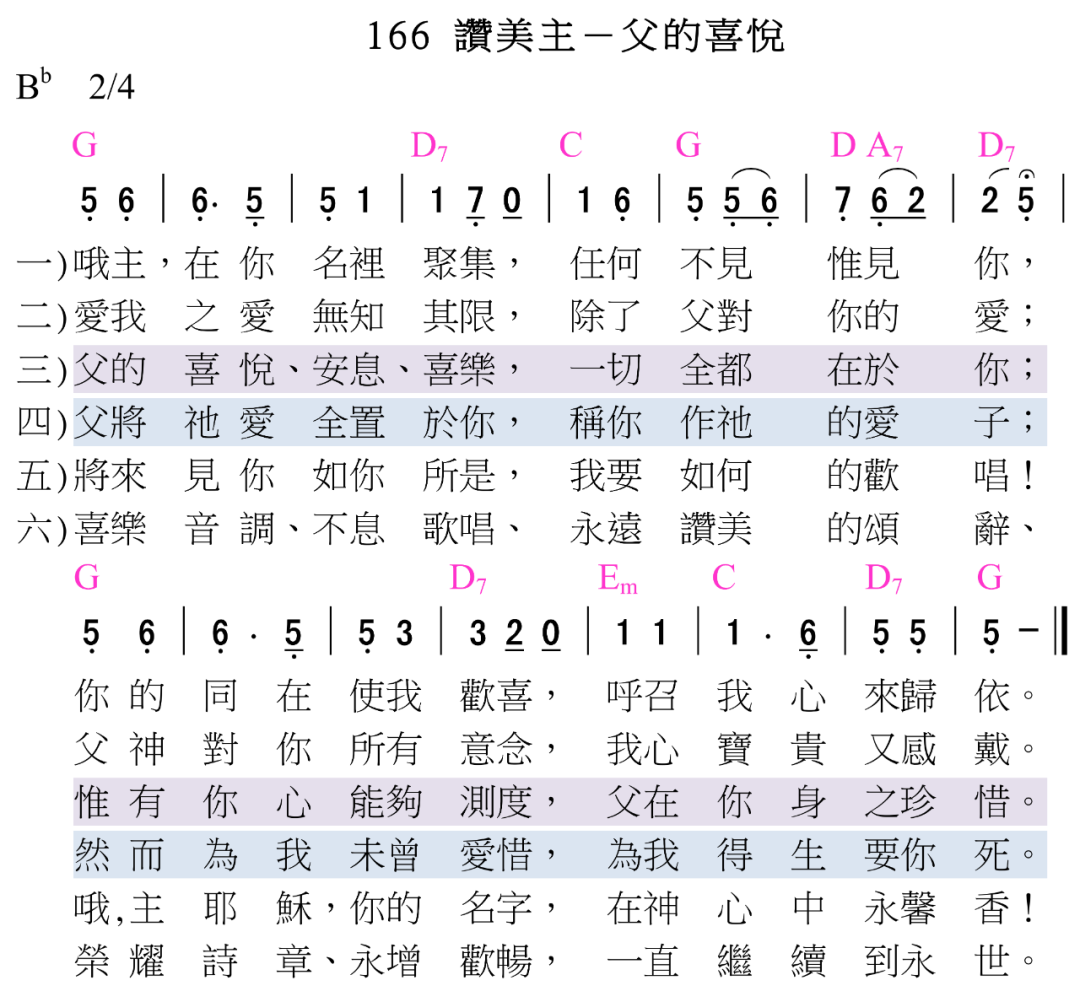 166 讚美主－父的喜悅
B♭ 2/4
G D7 C G D A7 D7
5 6 | 6. 5 | 5 1 | 1 7 0 | 1 6 | 5 5 6 | 7 6 2 | 2 5 |
一)哦主，在你名裡聚集，任何不見惟見你，
二)愛我之愛無知其限，除了父對你的愛；
三)父的喜悅、安息、喜樂，一切全都在於你；
四)父將祂愛全置於你，稱你作祂的愛子；
五)將來見你如你所是，我要如何的歡唱！
六)喜樂音調、不息歌唱、永遠讚美的頌辭、
G D7 Em C D7 G
5 6 | 6 . 5 | 5 3 | 3 2 0 | 1 1 | 1 . 6 | 5 5 | 5 － ‖
你的同在使我歡喜，呼召我心來歸依。
父神對你所有意念，我心寶貴又感戴。
惟有你心能夠測度，父在你身之珍惜。
然而為我未曾愛惜，為我得生要你死。
哦,主耶穌，你的名字，在神心中永馨香！
榮耀詩章、永增歡暢，一直繼續到永世。